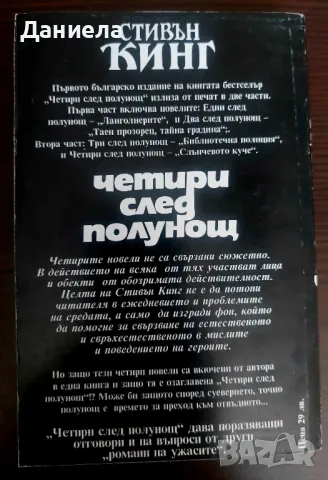 Даниела
СТИВЪН
КИНГ
Първото българско издание на книгата бестселър
„Четири след полунощ" излиза от печат в две части.
Първа част включва новелите: Едни след
полунощ – „Ланголиерите", и Два след полунощ –
„Таен прозорец, тайна градина";.
Втора част: Три след полунощ – „Библиотечна полиция",
и Четири след полунощ – „Слънчевото куче".
четири
след
полунощ
Четирите новели не са свързани сюжетно.
В действието на всяка от тях участват лица
и обекти от обозримата действителност.
Целта на Стивън Кинг не е да потопи
читателя в ежедневието и проблемите
на средата, а само да изгради фон, който
да помогне за свързване на естественото
и свръхестественото в мислите
и поведението на героите.
Но защо тези четири новели са включени от автора
в една книга и защо тя е озаглавена „Четири след
полунощ"!? Може би защото според суеверието, точно
полунощ е времето за преход към отвъдното...
„Четири след полунощ" дава поразяващи
отговори и на въпроси от други
„романи на ужасите".
Цена 29 лв.
bazar